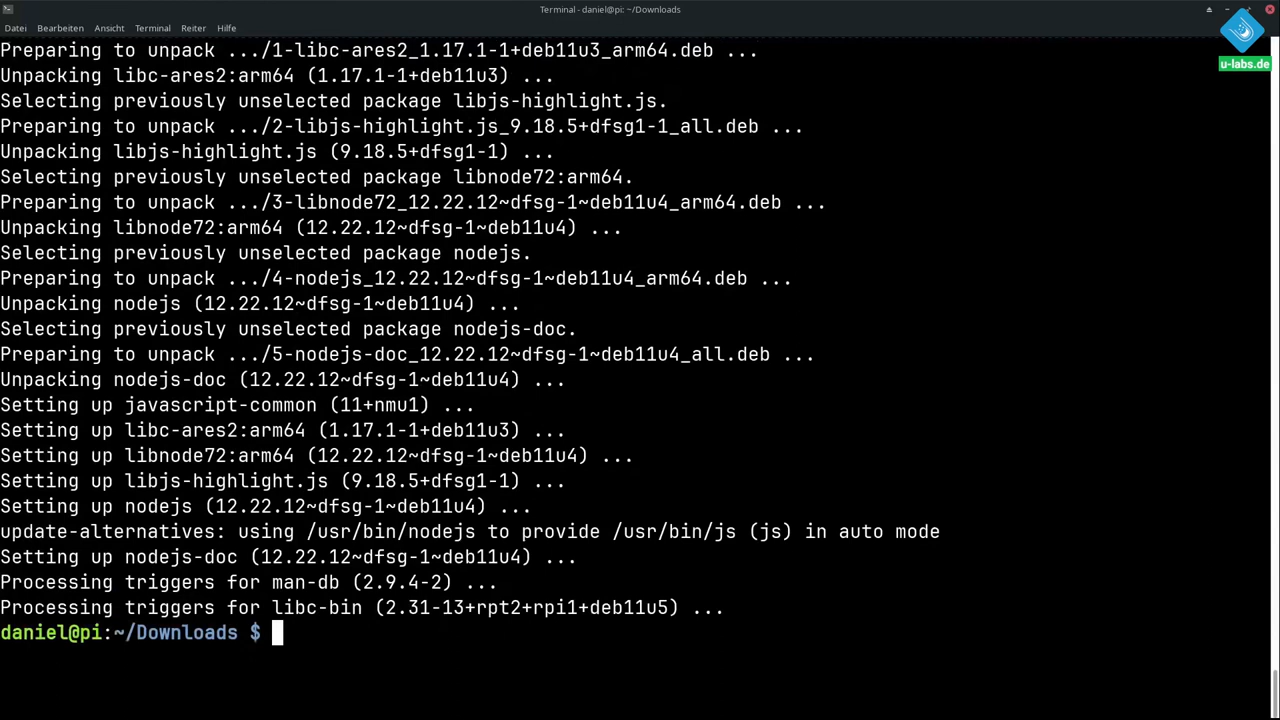 Terminal - daniel@pi: ~/Downloads
Datei Bearbeiten Ansicht Terminal Reiter Hilfe
u-labs.de
Preparing to unpack .../1-libc-ares2_1.17.1-1+deb11u3_arm64.deb ...
Unpacking libc-ares2:arm64 (1.17.1-1+deb11u3) ...
Selecting previously unselected package libjs-highlight.js.
Preparing to unpack .../2-libjs-highlight.js_9.18.5+dfsg1-1_all.deb ...
Unpacking libjs-highlight.js (9.18.5+dfsg1-1) ...
Selecting previously unselected package libnode72:arm64.
Preparing to unpack .../3-libnode72_12.22.12~dfsg-1~deb11u4_arm64.deb ...
Unpacking libnode72:arm64 (12.22.12~dfsg-1~deb11u4) ...
Selecting previously unselected package nodejs.
Preparing to unpack .../4-nodejs_12.22.12~dfsg-1~deb11u4_arm64.deb ...
Unpacking nodejs (12.22.12~dfsg-1~deb11u4) ...
Selecting previously unselected package nodejs-doc.
Preparing to unpack .../5-nodejs-doc_12.22.12~dfsg-1~deb11u4_all.deb ...
Unpacking nodejs-doc (12.22.12~dfsg-1~deb11u4) ...
Setting up javascript-common (11+nmu1) ...
Setting up libc-ares2:arm64 (1.17.1-1+deb11u3) ...
Setting up libnode72:arm64 (12.22.12~dfsg-1~deb11u4) ...
Setting up libjs-highlight.js (9.18.5+dfsg1-1) ...
Setting up nodejs (12.22.12~dfsg-1~deb11u4) ...
update-alternatives: using /usr/bin/nodejs to provide /usr/bin/js (js) in auto mode
Setting up nodejs-doc (12.22.12~dfsg-1~deb11u4) ...
Processing triggers for man-db (2.9.4-2) ...
Processing triggers for libc-bin (2.31-13+rpt2+rpi1+deb11u5) ...
daniel@pi:~/Downloads $